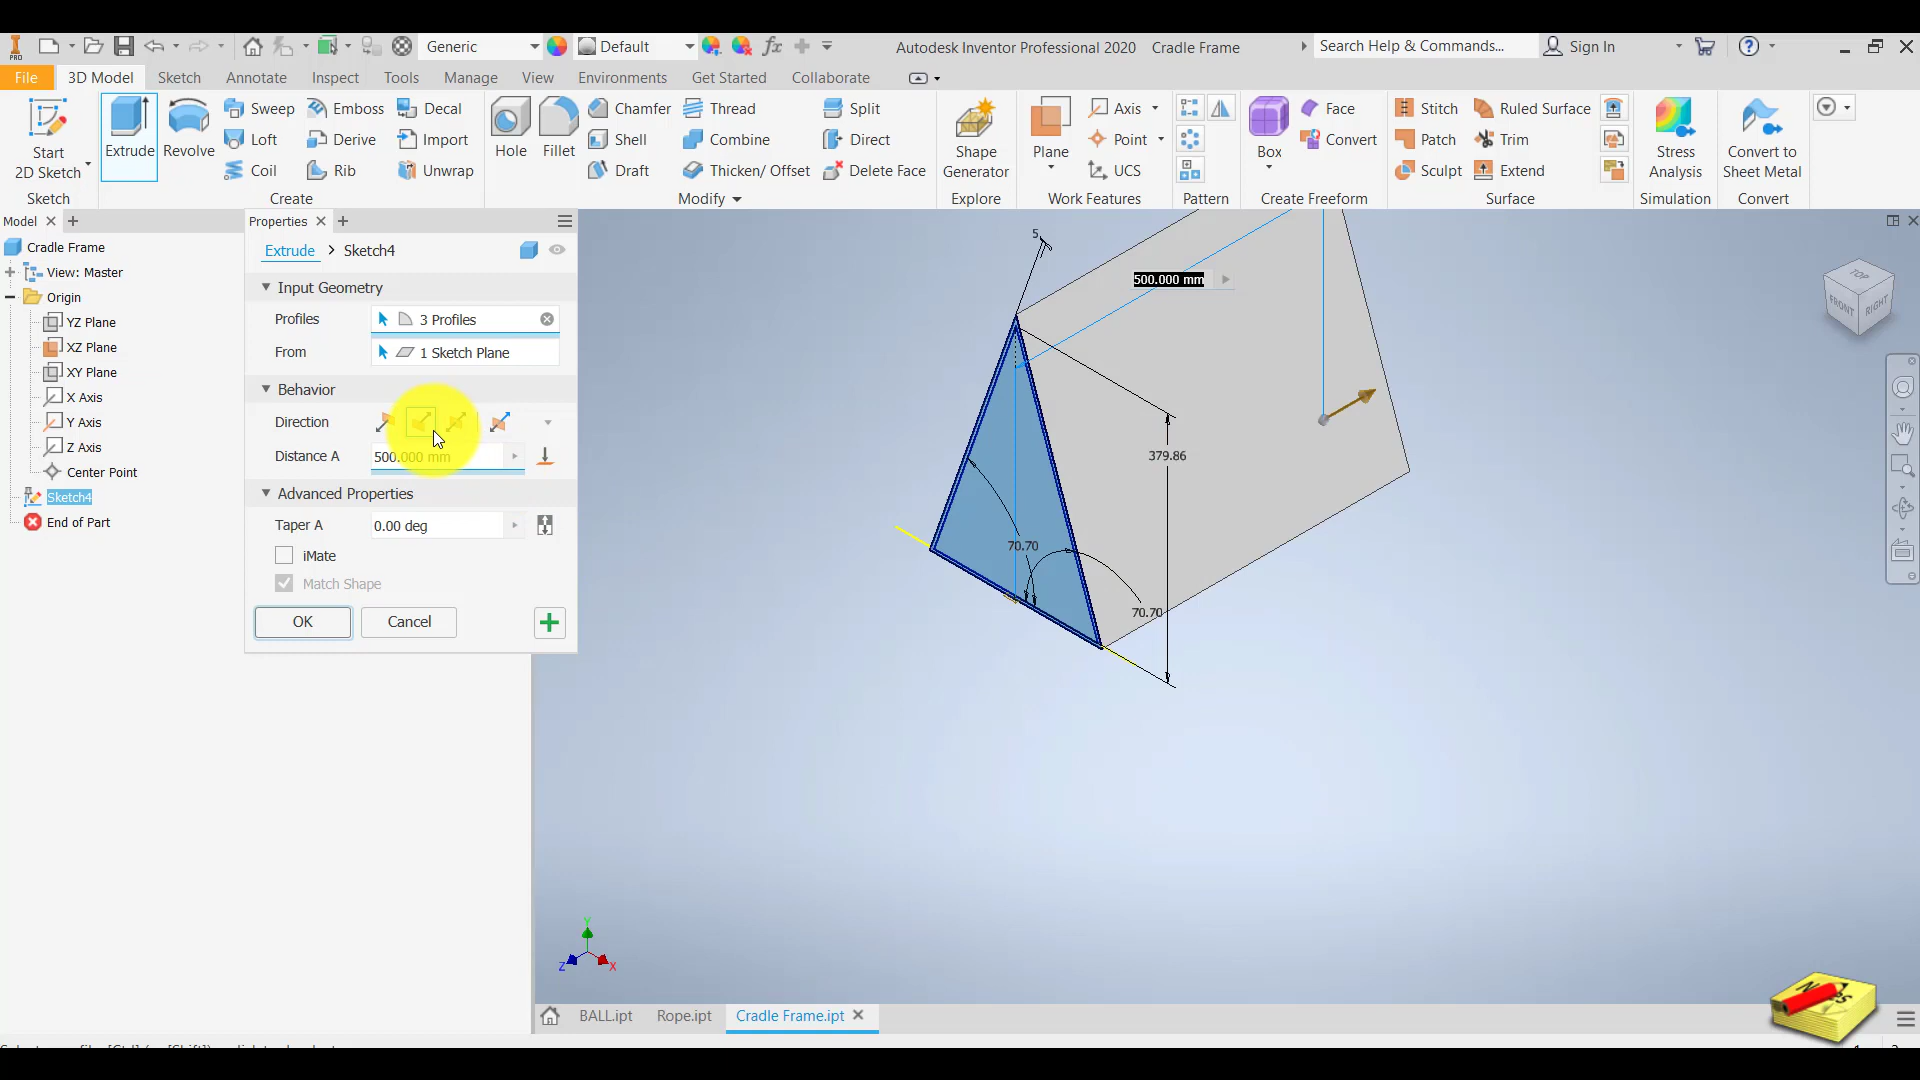 PRO
Generic
Default
Autodesk Inventor Professional 2020 Cradle Frame
Search Help & Commands...
Sign In
File
3D Model
Sketch
Annotate
Inspect
Tools
Manage
View
Environments
Get Started
Collaborate
Start
2D Sketch
Extrude
Revolve
Sweep
Loft
Coil
Emboss
Derive
Rib
Decal
Import
Unwrap
Hole
Fillet
Chamfer
Shell
Draft
Thread
Combine
Thicken/ Offset
Split
Direct
Delete Face
Shape
Generator
Plane
Axis
Point
UCS
Box
Face
Convert
Stitch
Patch
Sculpt
Ruled Surface
Trim
Extend
Stress
Analysis
Convert to
Sheet Metal
Sketch
Create
Modify
Explore
Work Features
Pattern
Create Freeform
Surface
Simulation
Convert
Model
Cradle Frame
View: Master
Origin
YZ Plane
XZ Plane
XY Plane
X Axis
Y Axis
Z Axis
Center Point
Sketch4
End of Part
Properties
Extrude > Sketch4
Input Geometry
Profiles
3 Profiles
From
1 Sketch Plane
Behavior
Direction
Distance A
500.000 mm
Advanced Properties
Taper A
0.00 deg
iMate
Match Shape
OK
Cancel
5
500.000 mm
379.86
70.70
70.70
TOP
FRONT
RIGHT
Y
Z
X
BALL.ipt
Rope.ipt
Cradle Frame.ipt